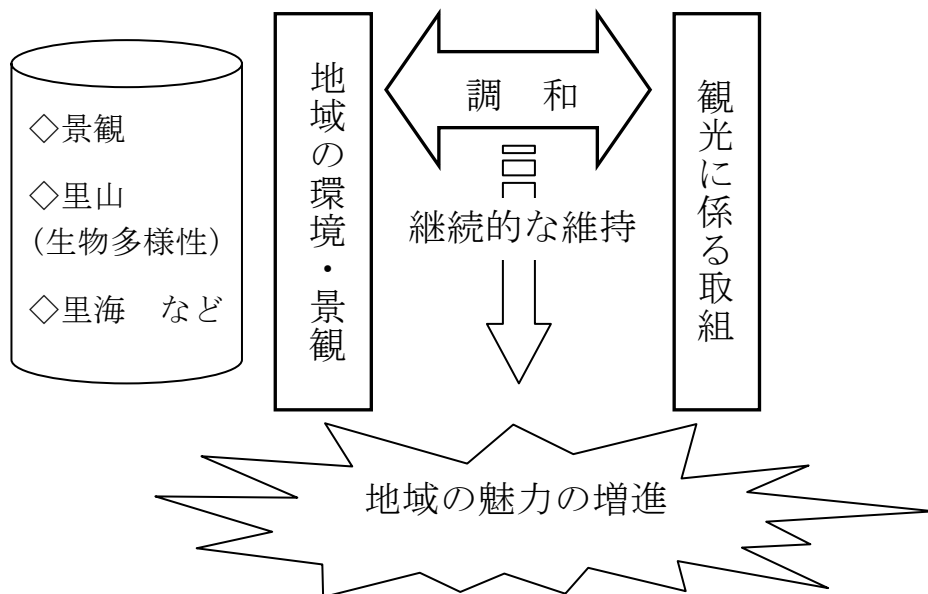 ◇景観
◇里山
(生物多様性)
◇里海　など
地域の環境・景観
調　和
継続的な維持
観光に係る取組
地域の魅力の増進